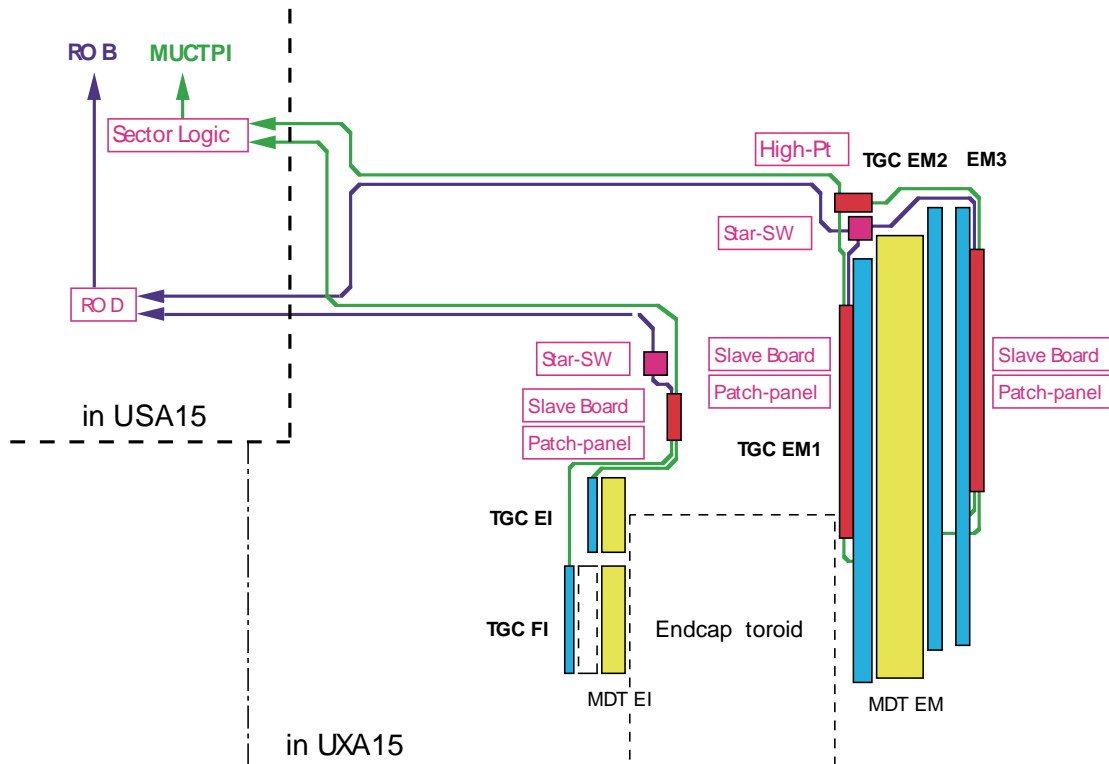 ROB MUCTPI
Sector Logic
High-Pt
TGC EM2 EM3
Star-SW
ROD
Star-SW
Slave Board
Patch-panel
Slave Board
Patch-panel
Slave Board
Patch-panel
in USA15
TGC EM1
TGC EI
TGC FI
Endcap toroid
MDT EI
MDT EM
in UXA15